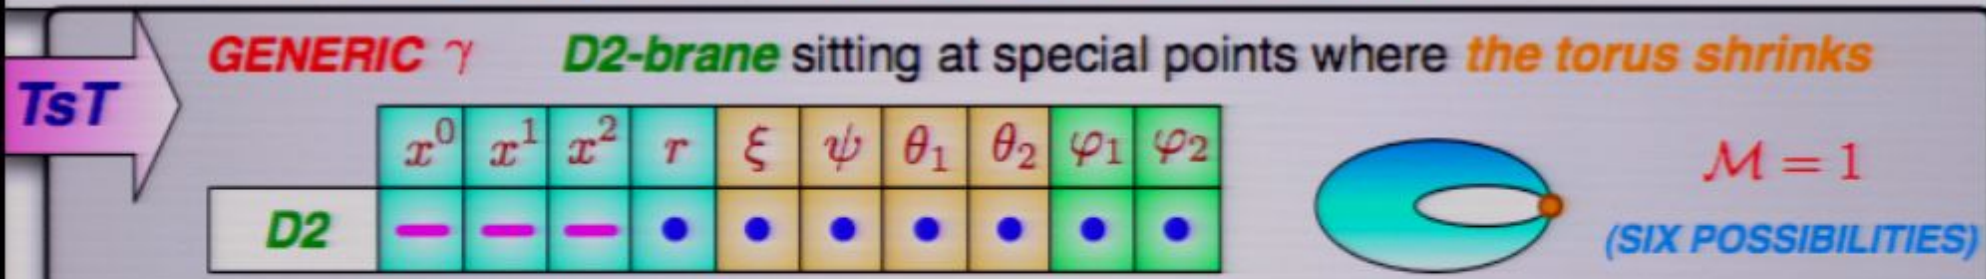 GENERIC γ D2-brane sitting at special points where the torus shrinks
TsT
x⁰ x¹ x² r ξ ψ θ₁ θ₂ φ₁ φ₂
M = 1
D2 — — — • • • • • • •
(SIX POSSIBILITIES)